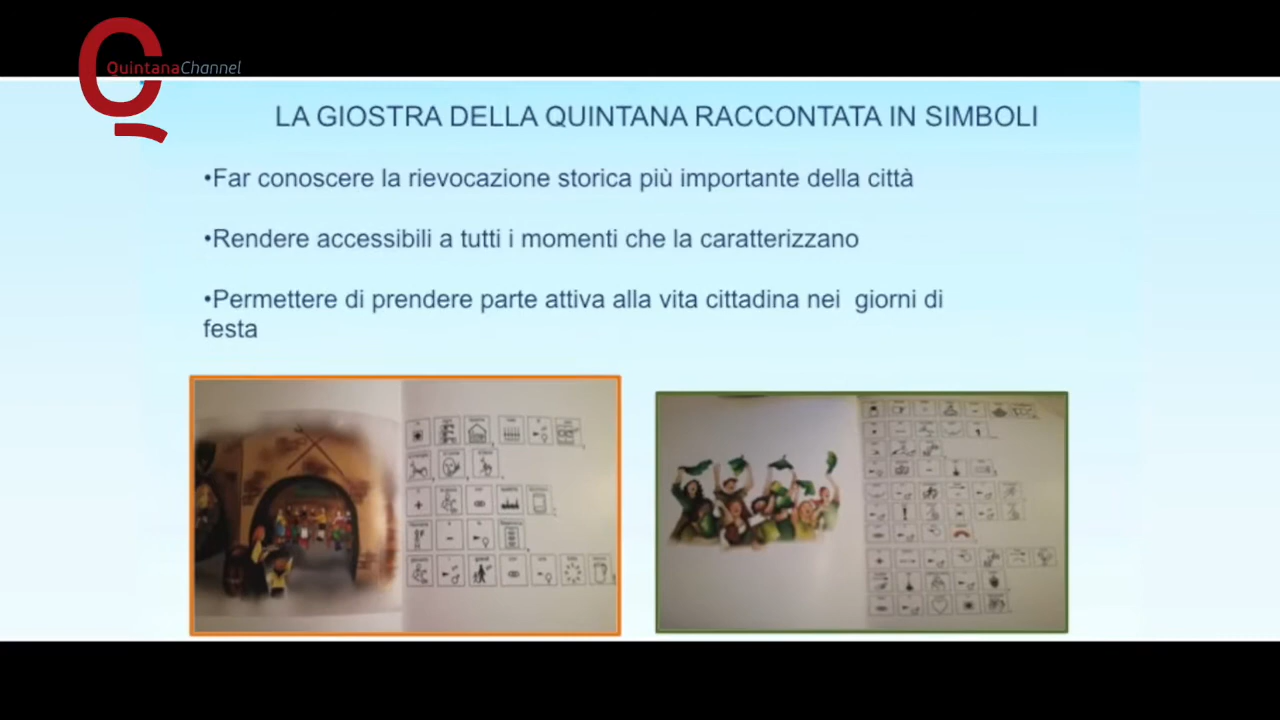 QuintanaChannel
LA GIOSTRA DELLA QUINTANA RACCONTATA IN SIMBOLI
•Far conoscere la rievocazione storica più importante della città
•Rendere accessibili a tutti i momenti che la caratterizzano
•Permettere di prendere parte attiva alla vita cittadina nei giorni di
festa